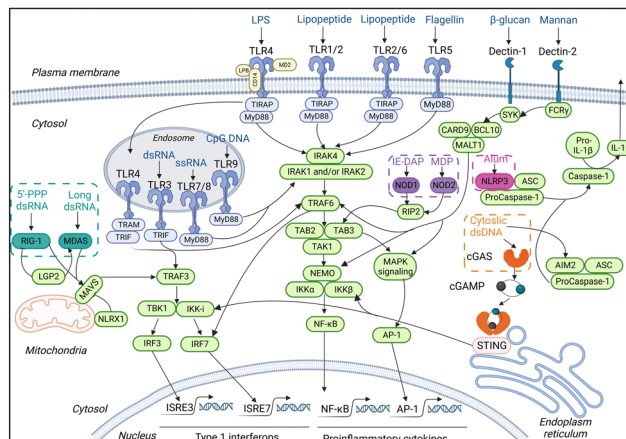 LPS
Lipopeptide
Lipopeptide
Flagellin
β-glucan
Mannan
TLR4
TLR1/2
TLR2/6
TLR5
Dectin-1
Dectin-2
LPB
MD2
CD14
Plasma membrane
TIRAP
MyD88
TIRAP
MyD88
TIRAP
MyD88
MyD88
SYK
FCRγ
Cytosol
CARD9
BCL10
MALT1
Pro-
IL-1β
IL-1
Endosome
CpG DNA
dsRNA
ssRNA
TLR9
TLR4
TLR3
TLR7/8
IRAK4
IRAK1 and/or IRAK2
IE-DAP
MDP
NOD1
NOD2
Alum
NLRP3
ASC
ProCaspase-1
Caspase-1
5'-PPP
dsRNA
Long
dsRNA
TRAM
TRIF
TRIF
MyD88
MyD88
TRAF6
RIP2
TAB2
TAB3
TAK1
RIG-1
MDAS
LGP2
MAVS
NLRX1
TRAF3
NEMO
IKKα
IKKβ
MAPK
signaling
Cytoslic
dsDNA
cGAS
cGAMP
AIM2
ASC
ProCaspase-1
TBK1
IKK-i
IRF3
IRF7
NF-κB
AP-1
STING
Mitochondria
Cytosol
ISRE3
ISRE7
NF-κB
AP-1
Endoplasm
reticulum
Nucleus
Type 1 interferons
Proinflammatory cytokines